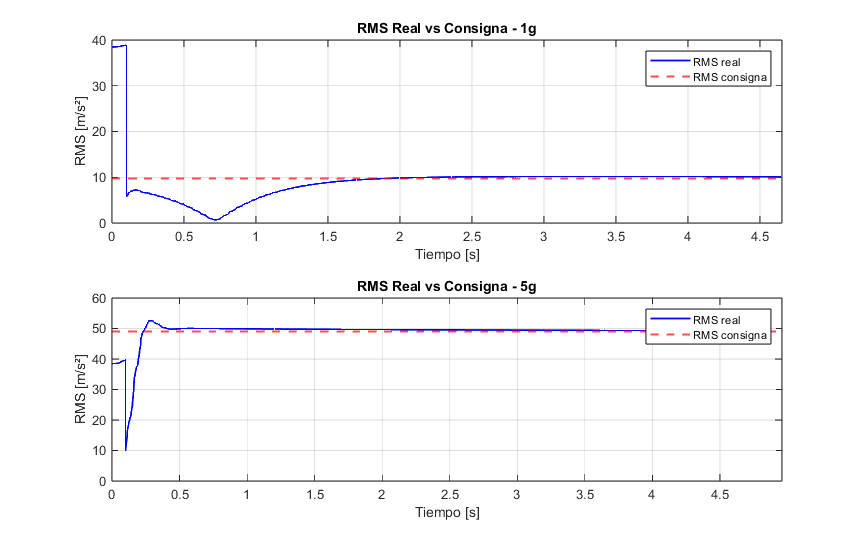 RMS Real vs Consigna - 1g
40
30
20
10
0
RMS [m/s²]
RMS real
RMS consigna
0 0.5 1 1.5 2 2.5 3 3.5 4 4.5
Tiempo [s]
RMS Real vs Consigna - 5g
60
50
40
30
20
10
0
RMS [m/s²]
RMS real
RMS consigna
0 0.5 1 1.5 2 2.5 3 3.5 4 4.5
Tiempo [s]